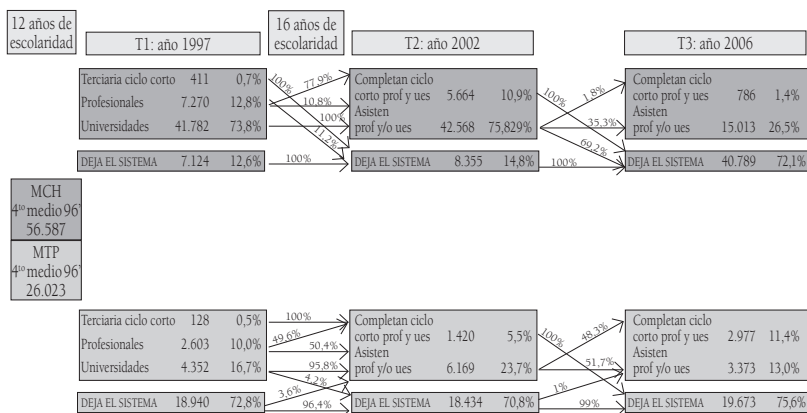 12 años de
escolaridad
T1: año 1997
16 años de
escolaridad
T2: año 2002
T3: año 2006
Terciaria ciclo corto 411 0,7%
Profesionales 7.270 12,8%
Universidades 41.782 73,8%
DEJA EL SISTEMA 7.124 12,6%
100%
77,9%
10,8%
100%
11,2%
100%
Completan ciclo
corto prof y ues 5.664 10,9%
Asisten
prof y/o ues 42.568 75,829%
DEJA EL SISTEMA 8.355 14,8%
100%
1,8%
35,3%
69,2%
100%
Completan ciclo
corto prof y ues 786 1,4%
Asisten
prof y/o ues 15.013 26,5%
DEJA EL SISTEMA 40.789 72,1%
MCH
4to medio 96'
56.587
MTP
4to medio 96'
26.023
Terciaria ciclo corto 128 0,5%
Profesionales 2.603 10,0%
Universidades 4.352 16,7%
DEJA EL SISTEMA 18.940 72,8%
100%
49,6%
50,4%
95,8%
4,2%
3,6%
96,4%
Completan ciclo
corto prof y ues 1.420 5,5%
Asisten
prof y/o ues 6.169 23,7%
DEJA EL SISTEMA 18.434 70,8%
100%
48,3%
51,7%
1%
99%
Completan ciclo
corto prof y ues 2.977 11,4%
Asisten
prof y/o ues 3.373 13,0%
DEJA EL SISTEMA 19.673 75,6%